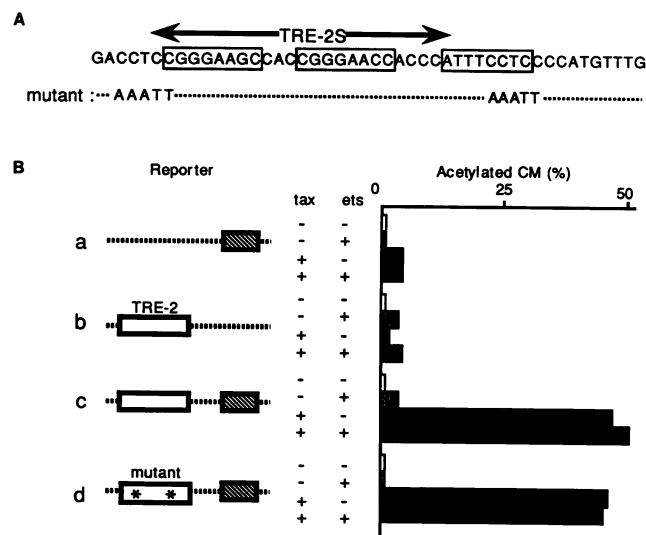 A
TRE-2S
GACCTCCGGGAAGCCACCGGGAACCACCCATTTCCTCCCCATGTTTG
mutant : AAATT AAATT
B
Reporter
Acetylated CM (%)
tax ets
0 25 50
a
- -
- +
+ -
+ +
b
TRE-2
- -
- +
+ -
+ +
c
- -
- +
+ -
+ +
d
mutant
* *
- -
- +
+ -
+ +